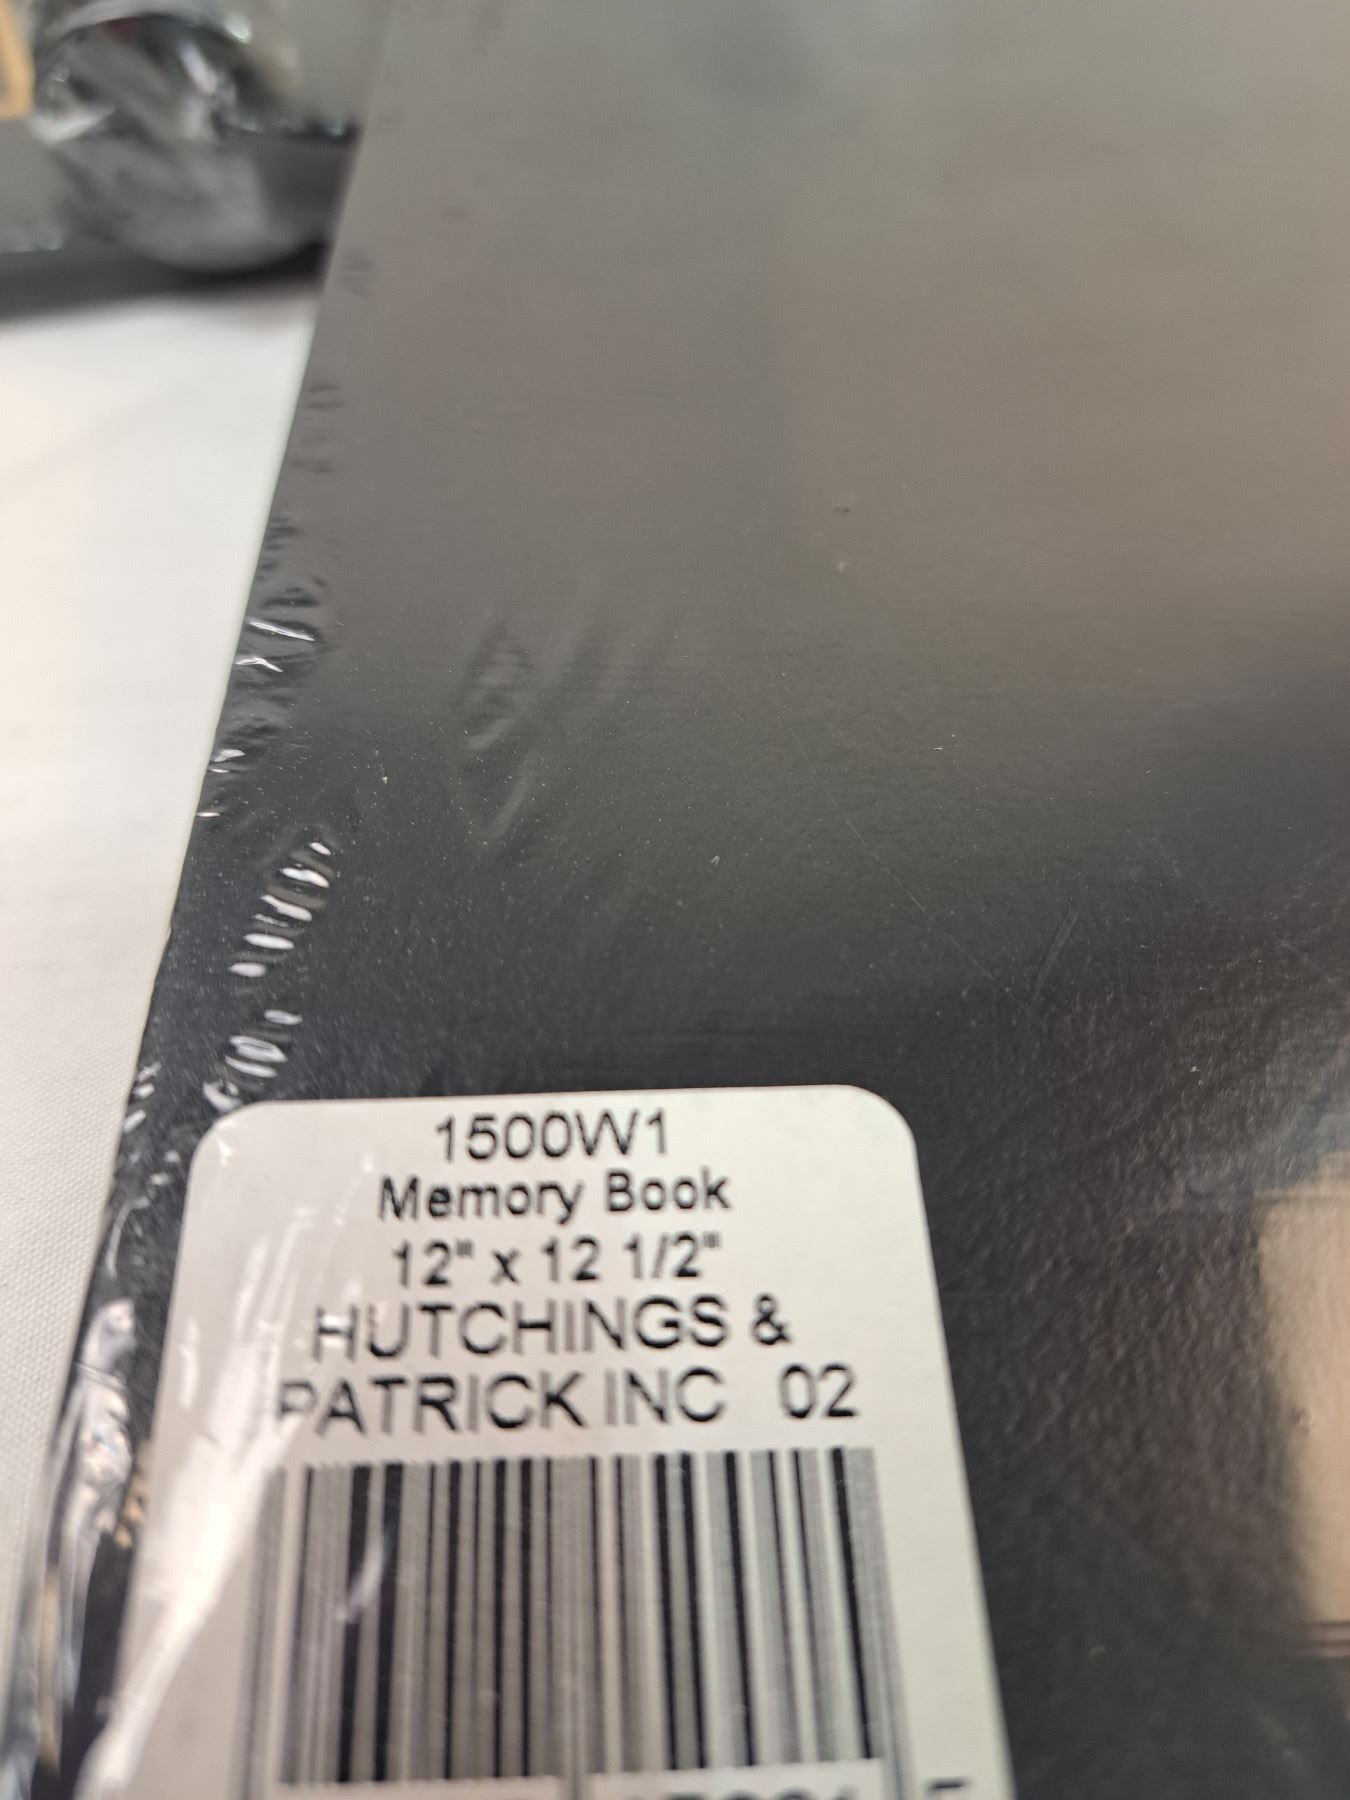 1500W1
Memory Book
12" x 12 1/2"
HUTCHINGS &
PATRICK INC 02